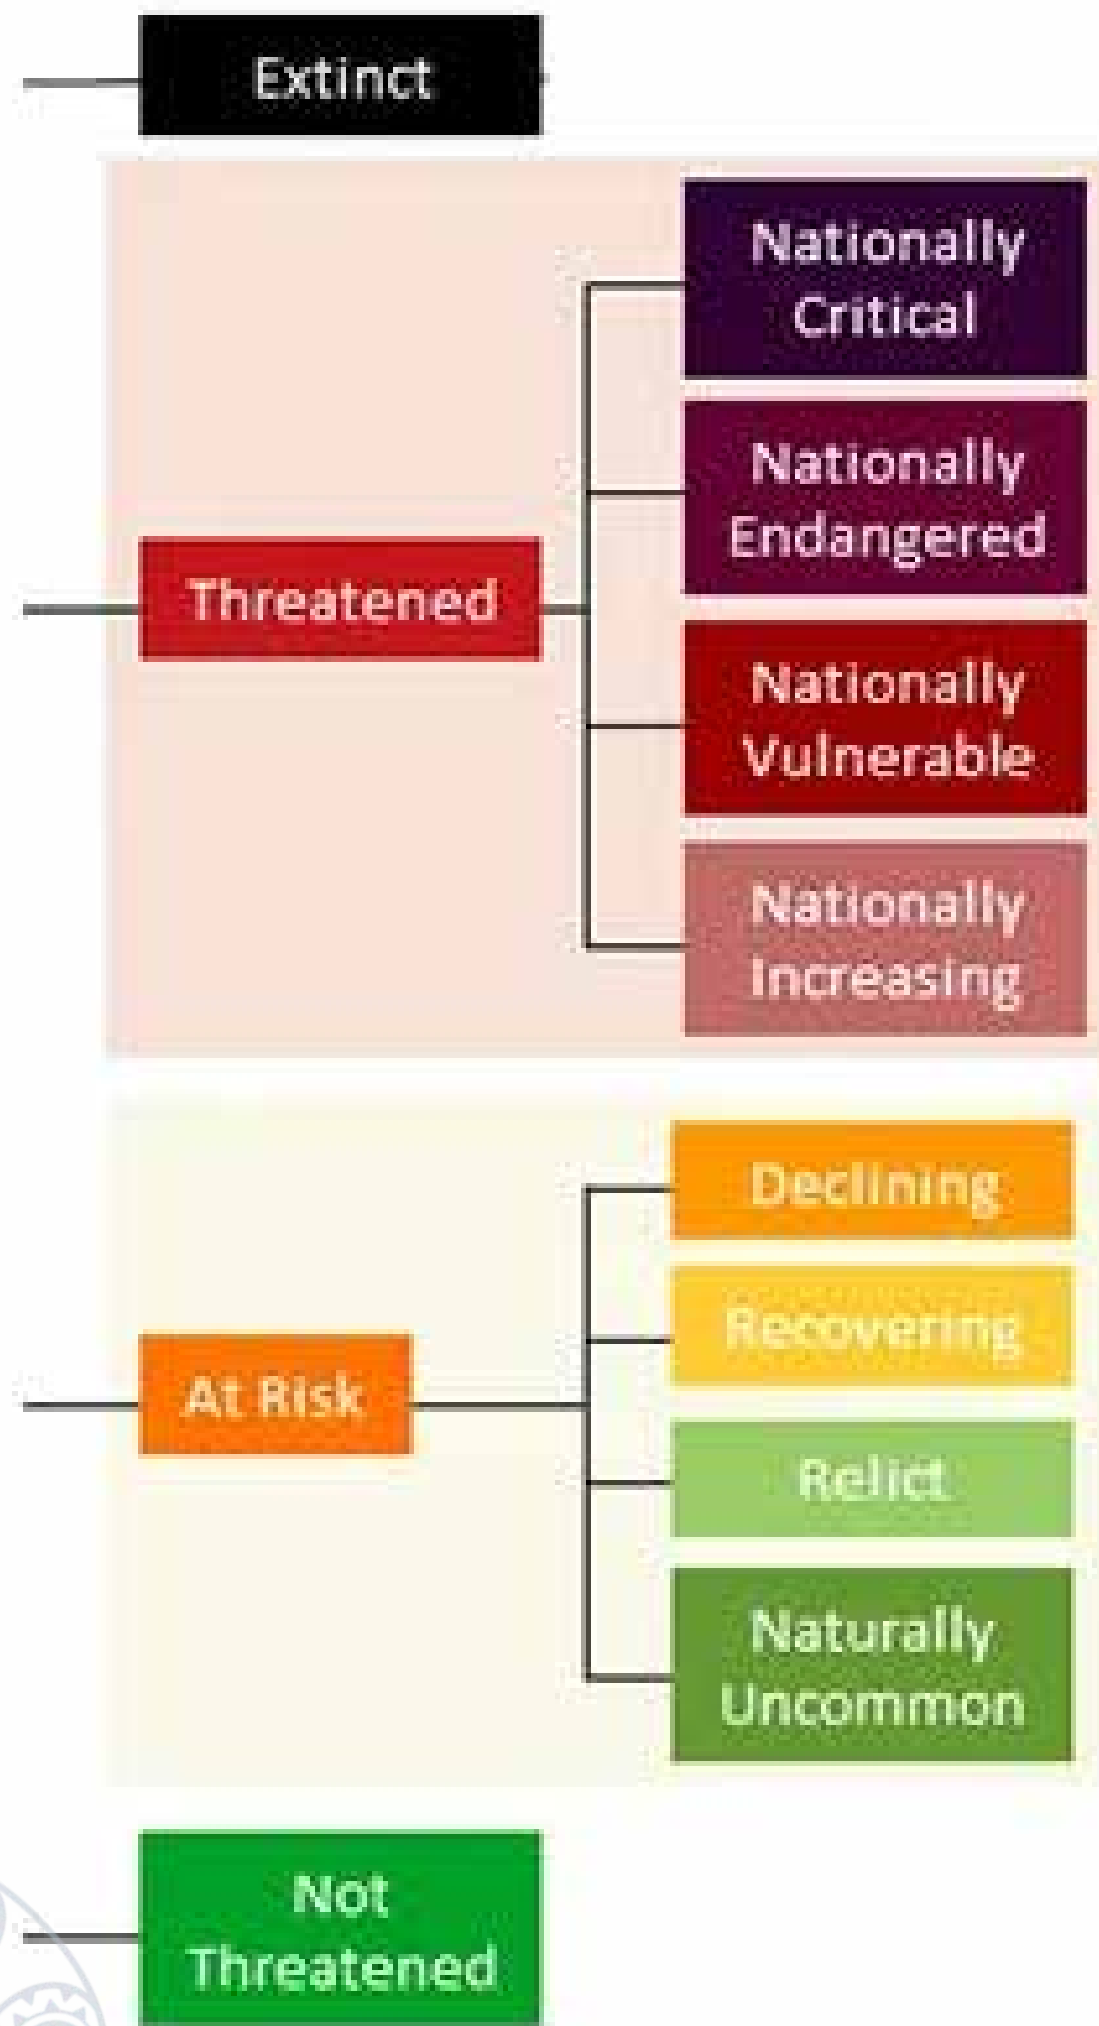 Extinct
Nationally
Critical
Nationally
Endangered
Threatened
Nationally
Vulnerable
Nationally
Increasing
Declining
Recovering
At Risk
Relict
Naturally
Uncommon
Not
Threatened